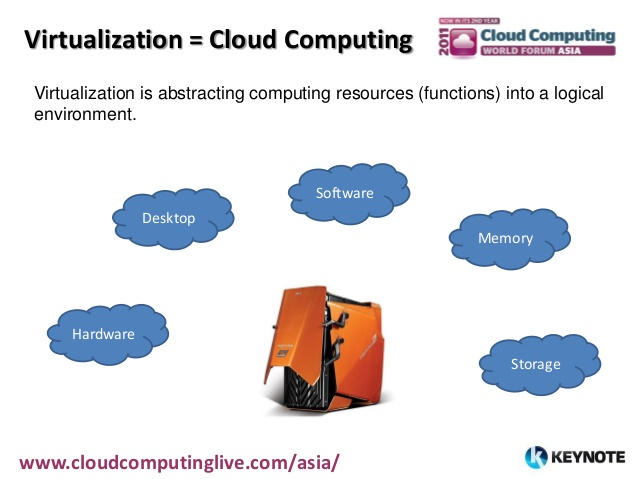 Virtualization = Cloud Computing
NOW IN ITS 2ND YEAR
2011
Cloud Computing
WORLD FORUM ASIA
Virtualization is abstracting computing resources (functions) into a logical
environment.
Software
Desktop
Memory
Hardware
Storage
www.cloudcomputinglive.com/asia/
KEYNOTE